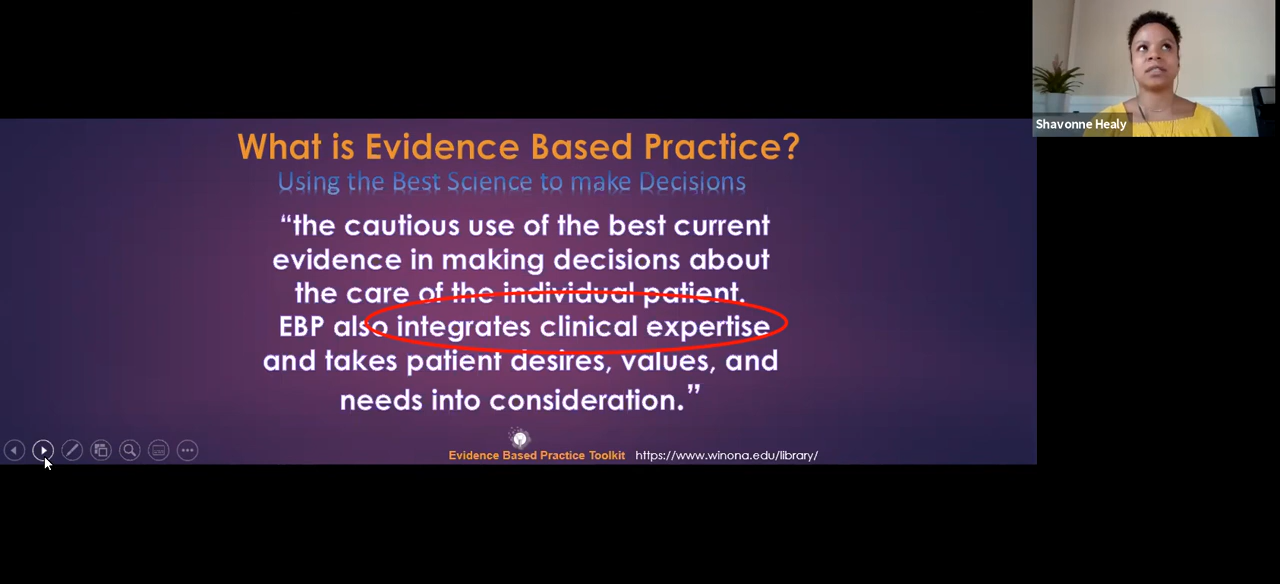 What is Evidence Based Practice?
Using the Best Science to make Decisions
“the cautious use of the best current
evidence in making decisions about
the care of the individual patient.
EBP also integrates clinical expertise
and takes patient desires, values, and
needs into consideration.”
Evidence Based Practice Toolkit https://www.winona.edu/library/
Shavonne Healy